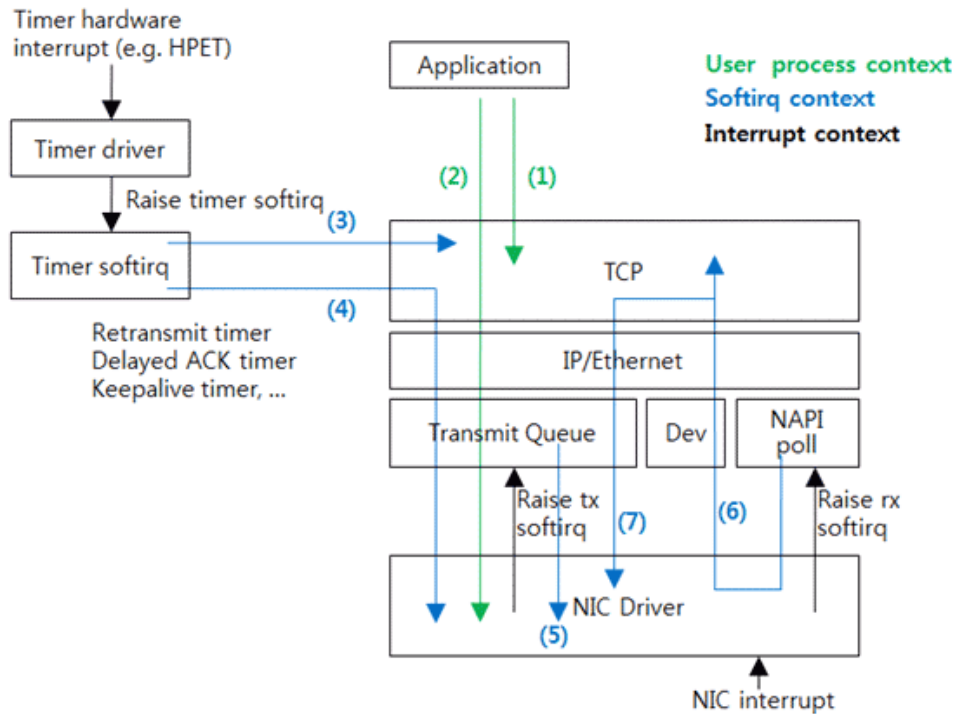 Timer hardware
interrupt (e.g. HPET)
Application
User process context
Softirq context
Interrupt context
Timer driver
(2)
(1)
Raise timer softirq
(3)
Timer softirq
TCP
(4)
Retransmit timer
Delayed ACK timer
Keepalive timer, ...
IP/Ethernet
Transmit Queue
Dev
NAPI
poll
Raise tx
softirq
(7)
(6)
Raise rx
softirq
NIC Driver
(5)
NIC interrupt